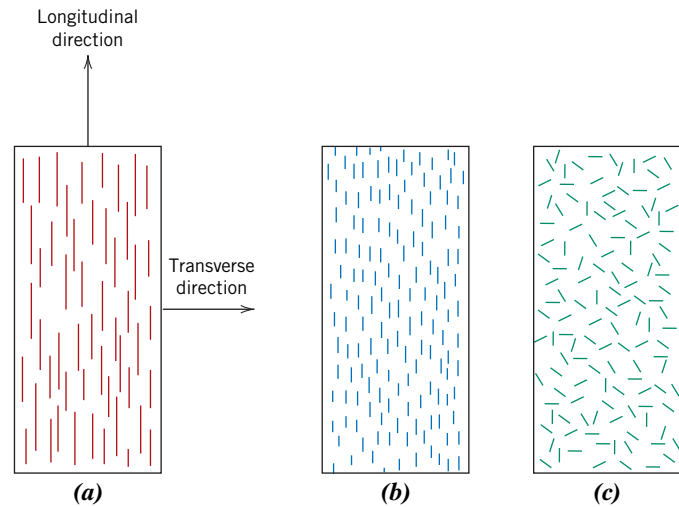 Longitudinal
direction
Transverse
direction
(a)
(b)
(c)